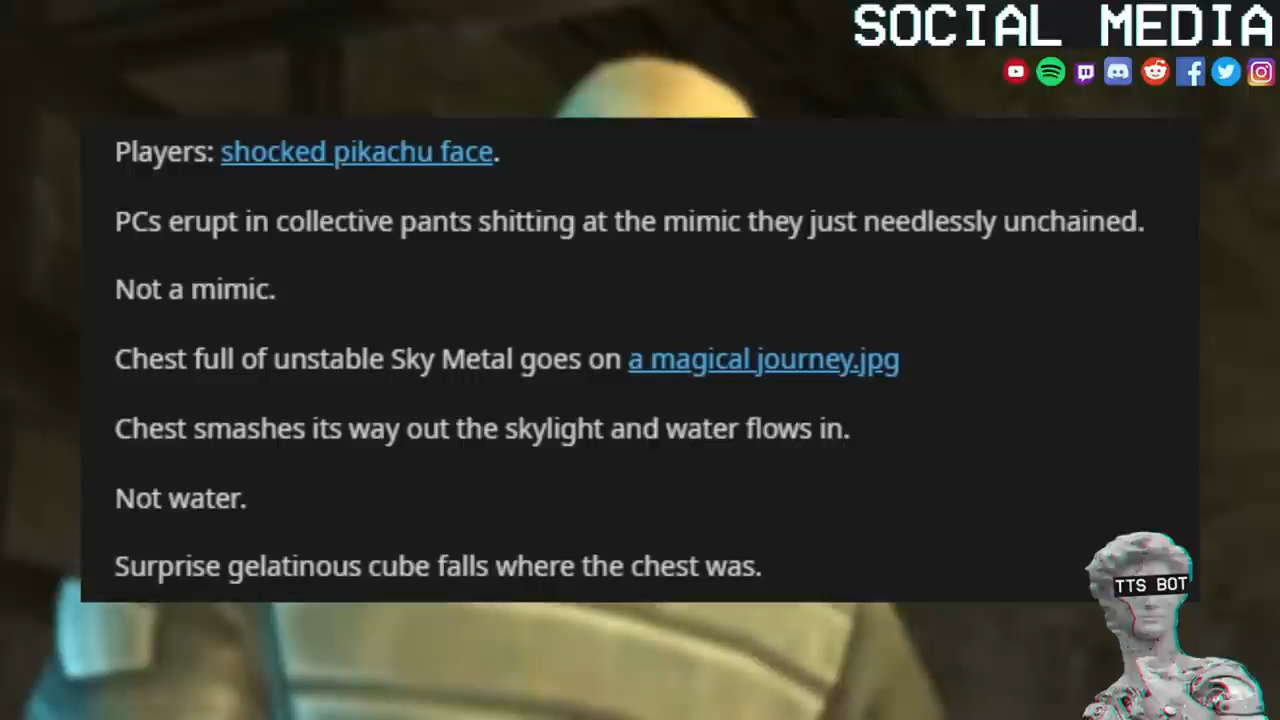 SOCIAL MEDIA
Players: shocked pikachu face.
PCs erupt in collective pants shitting at the mimic they just needlessly unchained.
Not a mimic.
Chest full of unstable Sky Metal goes on a magical journey.jpg
Chest smashes its way out the skylight and water flows in.
Not water.
Surprise gelatinous cube falls where the chest was.
TTS BOT